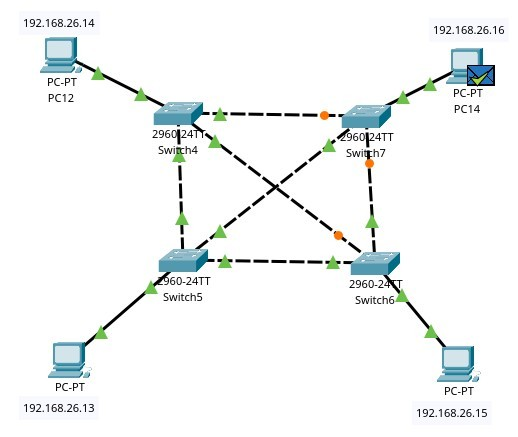 192.168.26.14
PC-PT
PC12
192.168.26.16
PC-PT
PC14
2960-24TT
Switch4
2960-24TT
Switch7
2960-24TT
Switch5
2960-24TT
Switch6
PC-PT
192.168.26.13
PC-PT
192.168.26.15